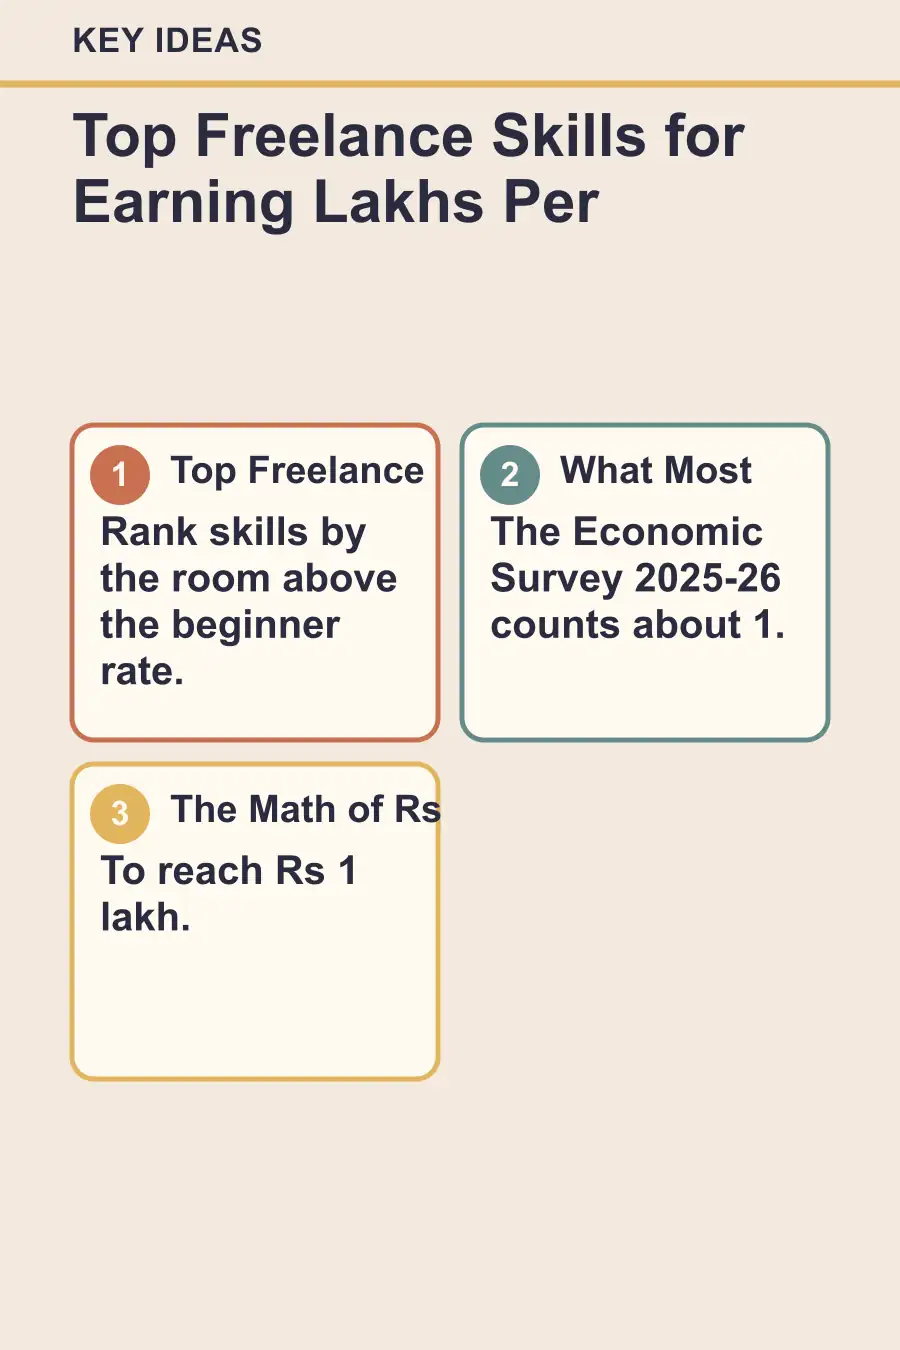 KEY IDEAS
Top Freelance Skills for
Earning Lakhs Per
1
Top Freelance
Rank skills by
the room above
the beginner
rate.
2
What Most
The Economic
Survey 2025-26
counts about 1.
3
The Math of Rs
To reach Rs 1
lakh.